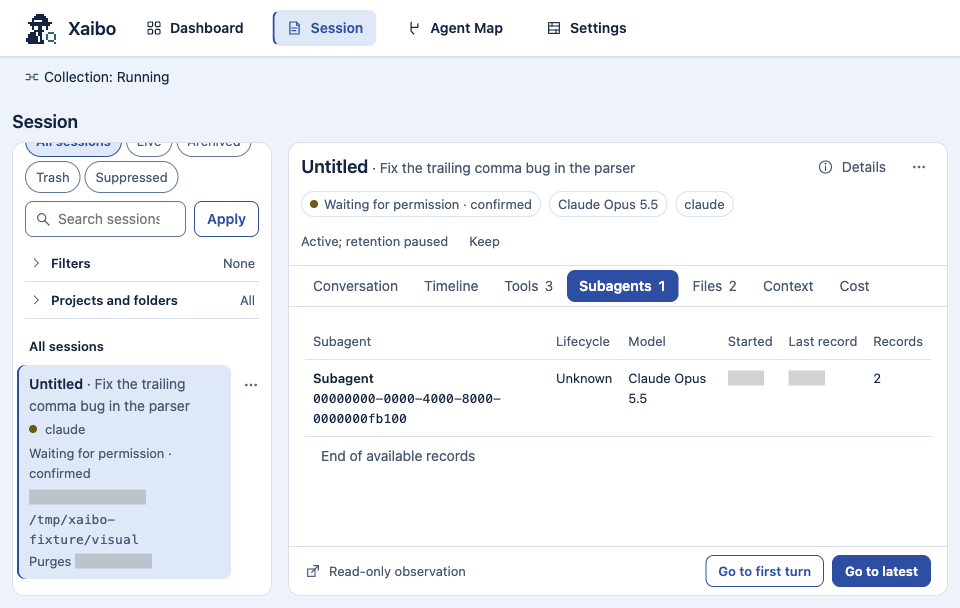 Xaibo
Dashboard
Session
Agent Map
Settings
Collection: Running
Session
All sessions
Live
Archived
Trash
Suppressed
Search sessions
Apply
Filters
None
Projects and folders
All
All sessions
Untitled · Fix the trailing
comma bug in the parser
claude
Waiting for permission ·
confirmed
/tmp/xaibo-
fixture/visual
Purges
Untitled · Fix the trailing comma bug in the parser
Details
Waiting for permission · confirmed
Claude Opus 5.5
claude
Active; retention paused
Keep
Conversation
Timeline
Tools 3
Subagents 1
Files 2
Context
Cost
Subagent
Lifecycle
Model
Started
Last record
Records
Subagent
00000000-0000-4000-8000-
0000000fb100
Unknown
Claude Opus
5.5
2
End of available records
Read-only observation
Go to first turn
Go to latest